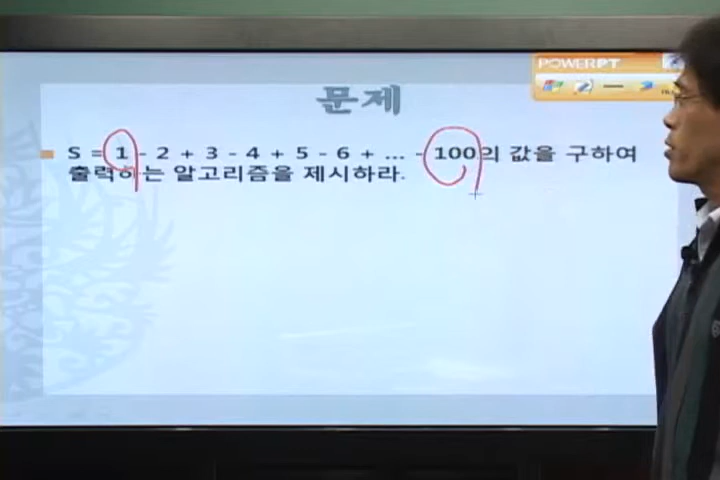 POWERPT
문제
S = 1 - 2 + 3 - 4 + 5 - 6 + ... - 100의 값을 구하여
출력하는 알고리즘을 제시하라.